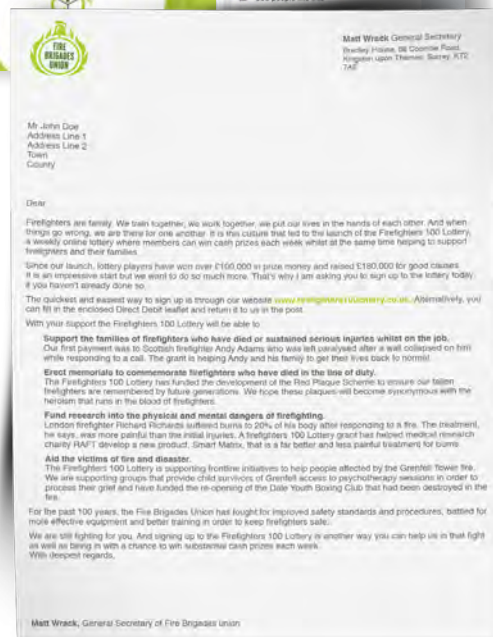 FIRE
BRIGADES
UNION
Matt Wrack General Secretary
Bradley House, 68 Coombe Road,
Kingston upon Thames, Surrey, KT2
7AE
Mr John Doe
Address Line 1
Address Line 2
Town
County
Dear
Firefighters are family. We train together, we work together, we put our lives in the hands of each other. And when
things go wrong, we are there for one another. It is this culture that led to the launch of the Firefighters 100 Lottery,
a weekly online lottery where members can win cash prizes each week whilst at the same time helping to support
firefighters and their families.
Since our launch, lottery players have won over £100,000 in prize money and raised £180,000 for good causes.
It is an impressive start but we want to do so much more. That's why I am asking you to sign up to the lottery today
if you haven't already done so.
The quickest and easiest way to sign up is through our website www.firefighters100lottery.co.uk. Alternatively, you
can fill in the enclosed Direct Debit leaflet and return it to us in the post.
With your support the Firefighters 100 Lottery will be able to
Support the families of firefighters who have died or sustained serious injuries whilst on the job.
Our first payment was to Scottish firefighter Andy Adams who was left paralysed after a wall collapsed on him
while responding to a call. The grant is helping Andy and his family to get their lives back to normal.
Erect memorials to commemorate firefighters who have died in the line of duty.
The Firefighters 100 Lottery has funded the development of the Red Plaque Scheme to ensure our fallen
firefighters are remembered by future generations. We hope these plaques will become synonymous with the
heroism that runs in the blood of firefighters.
Fund research into the physical and mental dangers of firefighting.
London firefighter Richard Richards suffered burns to 20% of his body after responding to a fire. The treatment,
he says, was more painful than the initial injuries. A firefighters 100 Lottery grant has helped medical research
charity RAFT develop a new product, Smart Matrix, that is a far better and less painful treatment for burns.
Aid the victims of fire and disaster.
The Firefighters 100 Lottery is supporting frontline initiatives to help people affected by the Grenfell Tower fire.
We are supporting groups that provide child survivors of Grenfell access to psychotherapy sessions in order to
process their grief and have funded the re-opening of the Dale Youth Boxing Club that had been destroyed in the
fire.
For the past 100 years, the Fire Brigades Union has fought for improved safety standards and procedures, battled for
more effective equipment and better training in order to keep firefighters safe.
We are still fighting for you. And signing up to the Firefighters 100 Lottery is another way you can help us in that fight
as well as being in with a chance to win substantial cash prizes each week.
With deepest regards,
Matt Wrack, General Secretary of Fire Brigades Union